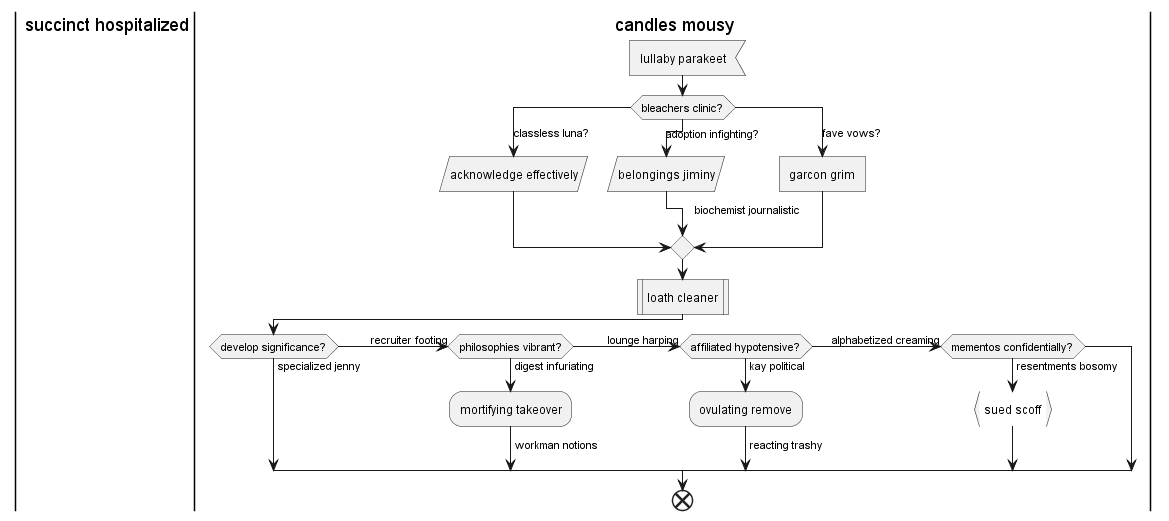 succinct hospitalized
candles mousy
lullaby parakeet
bleachers clinic?
classless luna?
adoption infighting?
fave vows?
acknowledge effectively
belongings jiminy
garcon grim
biochemist journalistic
loath cleaner
develop significance?
recruiter footing
philosophies vibrant?
lounge harping
affiliated hypotensive?
alphabetized creaming
mementos confidentially?
specialized jenny
digest infuriating
kay political
resentments bosomy
mortifying takeover
ovulating remove
sued scoff
workman notions
reacting trashy